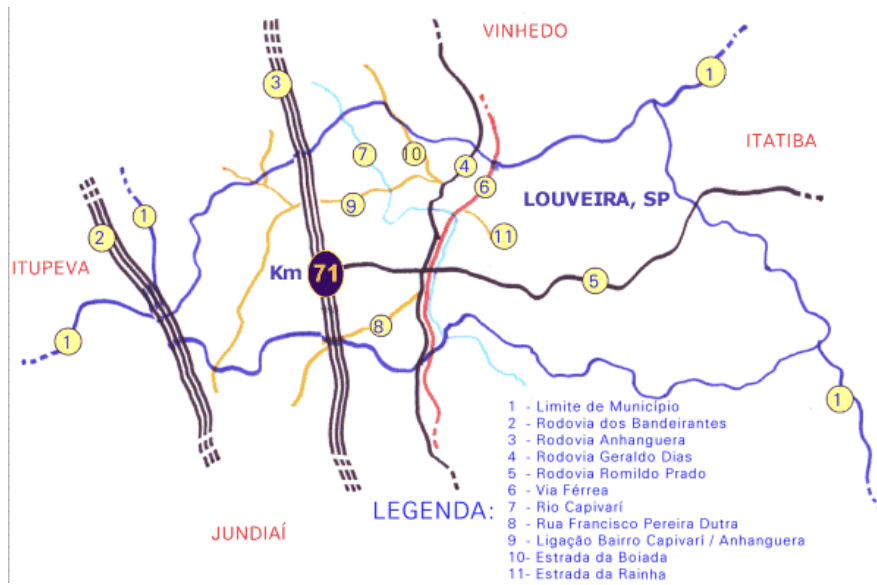 VINHEDO
1
3
ITATIBA
7
10
4
6
LOUVEIRA, SP
1
9
2
11
ITUPEVA
Km 71
5
8
1
1
1 - Limite de Município
2 - Rodovia dos Bandeirantes
3 - Rodovia Anhanguera
4 - Rodovia Geraldo Dias
5 - Rodovia Romildo Prado
6 - Via Férrea
LEGENDA:
7 - Rio Capivarí
8 - Rua Francisco Pereira Dutra
9 - Ligação Bairro Capivarí / Anhanguera
10- Estrada da Boiada
11- Estrada da Rainha
JUNDIAÍ